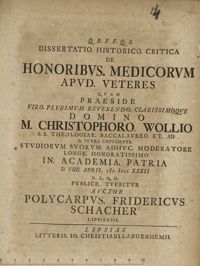 Q. B. F. F. Q. S.
DISSERTATIO. HISTORICO. CRITICA
DE
HONORIBVS. MEDICORVM
APVD. VETERES
QVAM
PRAESIDE
VIRO. PLVRIMVM REVERENDO. CLARISSIMOQVE
DOMINO
M. CHRISTOPHORO. WOLLIO
S S. THEOLOGIAE. BACCALAVREO. ET. AD
D. PETRI. CATECHETA
STVDIORVM SVORVM. ADHVC. MODERATORE
LONGE. HONORATISSIMO
IN. ACADEMIA. PATRIA
D. VIII APRIL. XXXII
H. L. Q. C.
PVBLICE. TVEBITVR
AVCTOR
POLYCARPVS. FRIDERICVS
SCHACHER
LIPSIENSIS
LIPSIAE
LITTERIS. IO. CHRISTIANI. LANGENHEMII.